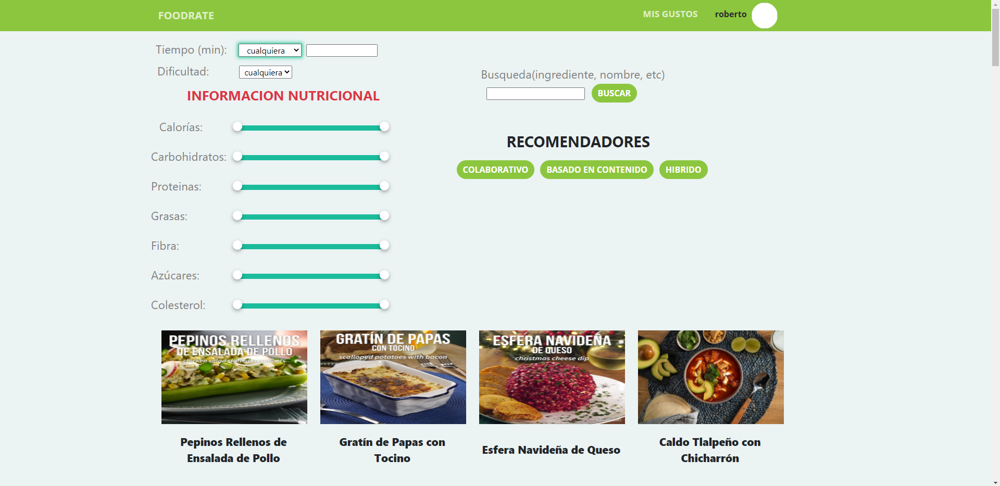 FOODRATE
MIS GUSTOS
roberto
Tiempo (min):
cualquiera
Dificultad:
cualquiera
INFORMACION NUTRICIONAL
Calorías:
Carbohidratos:
Proteinas:
Grasas:
Fibra:
Azúcares:
Colesterol:
Busqueda(ingrediente, nombre, etc)
BUSCAR
RECOMENDADORES
COLABORATIVO
BASADO EN CONTENIDO
HIBRIDO
PEPINOS RELLENOS
DE ENSALADA DE POLLO
chicken salad stuffed cucumbers
GRATÍN DE PAPAS
CON TOCINO
scalloped potatoes with bacon
ESFERA NAVIDEÑA
DE QUESO
christmas cheese dip
Pepinos Rellenos de
Ensalada de Pollo
Gratín de Papas con
Tocino
Esfera Navideña de Queso
Caldo Tlalpeño con
Chicharrón